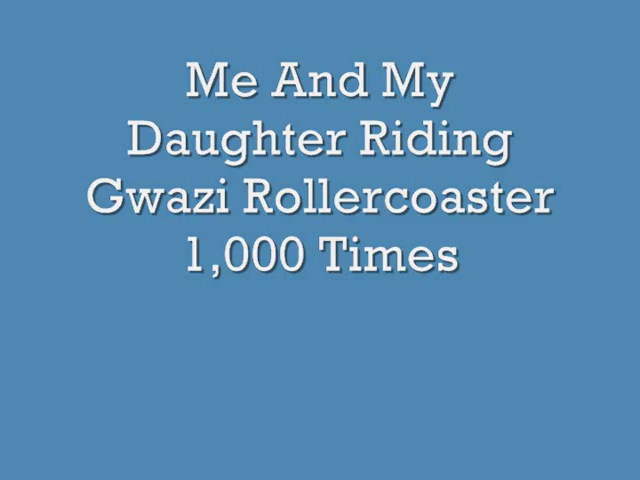 Me And My
Daughter Riding
Gwazi Rollercoaster
1,000 Times